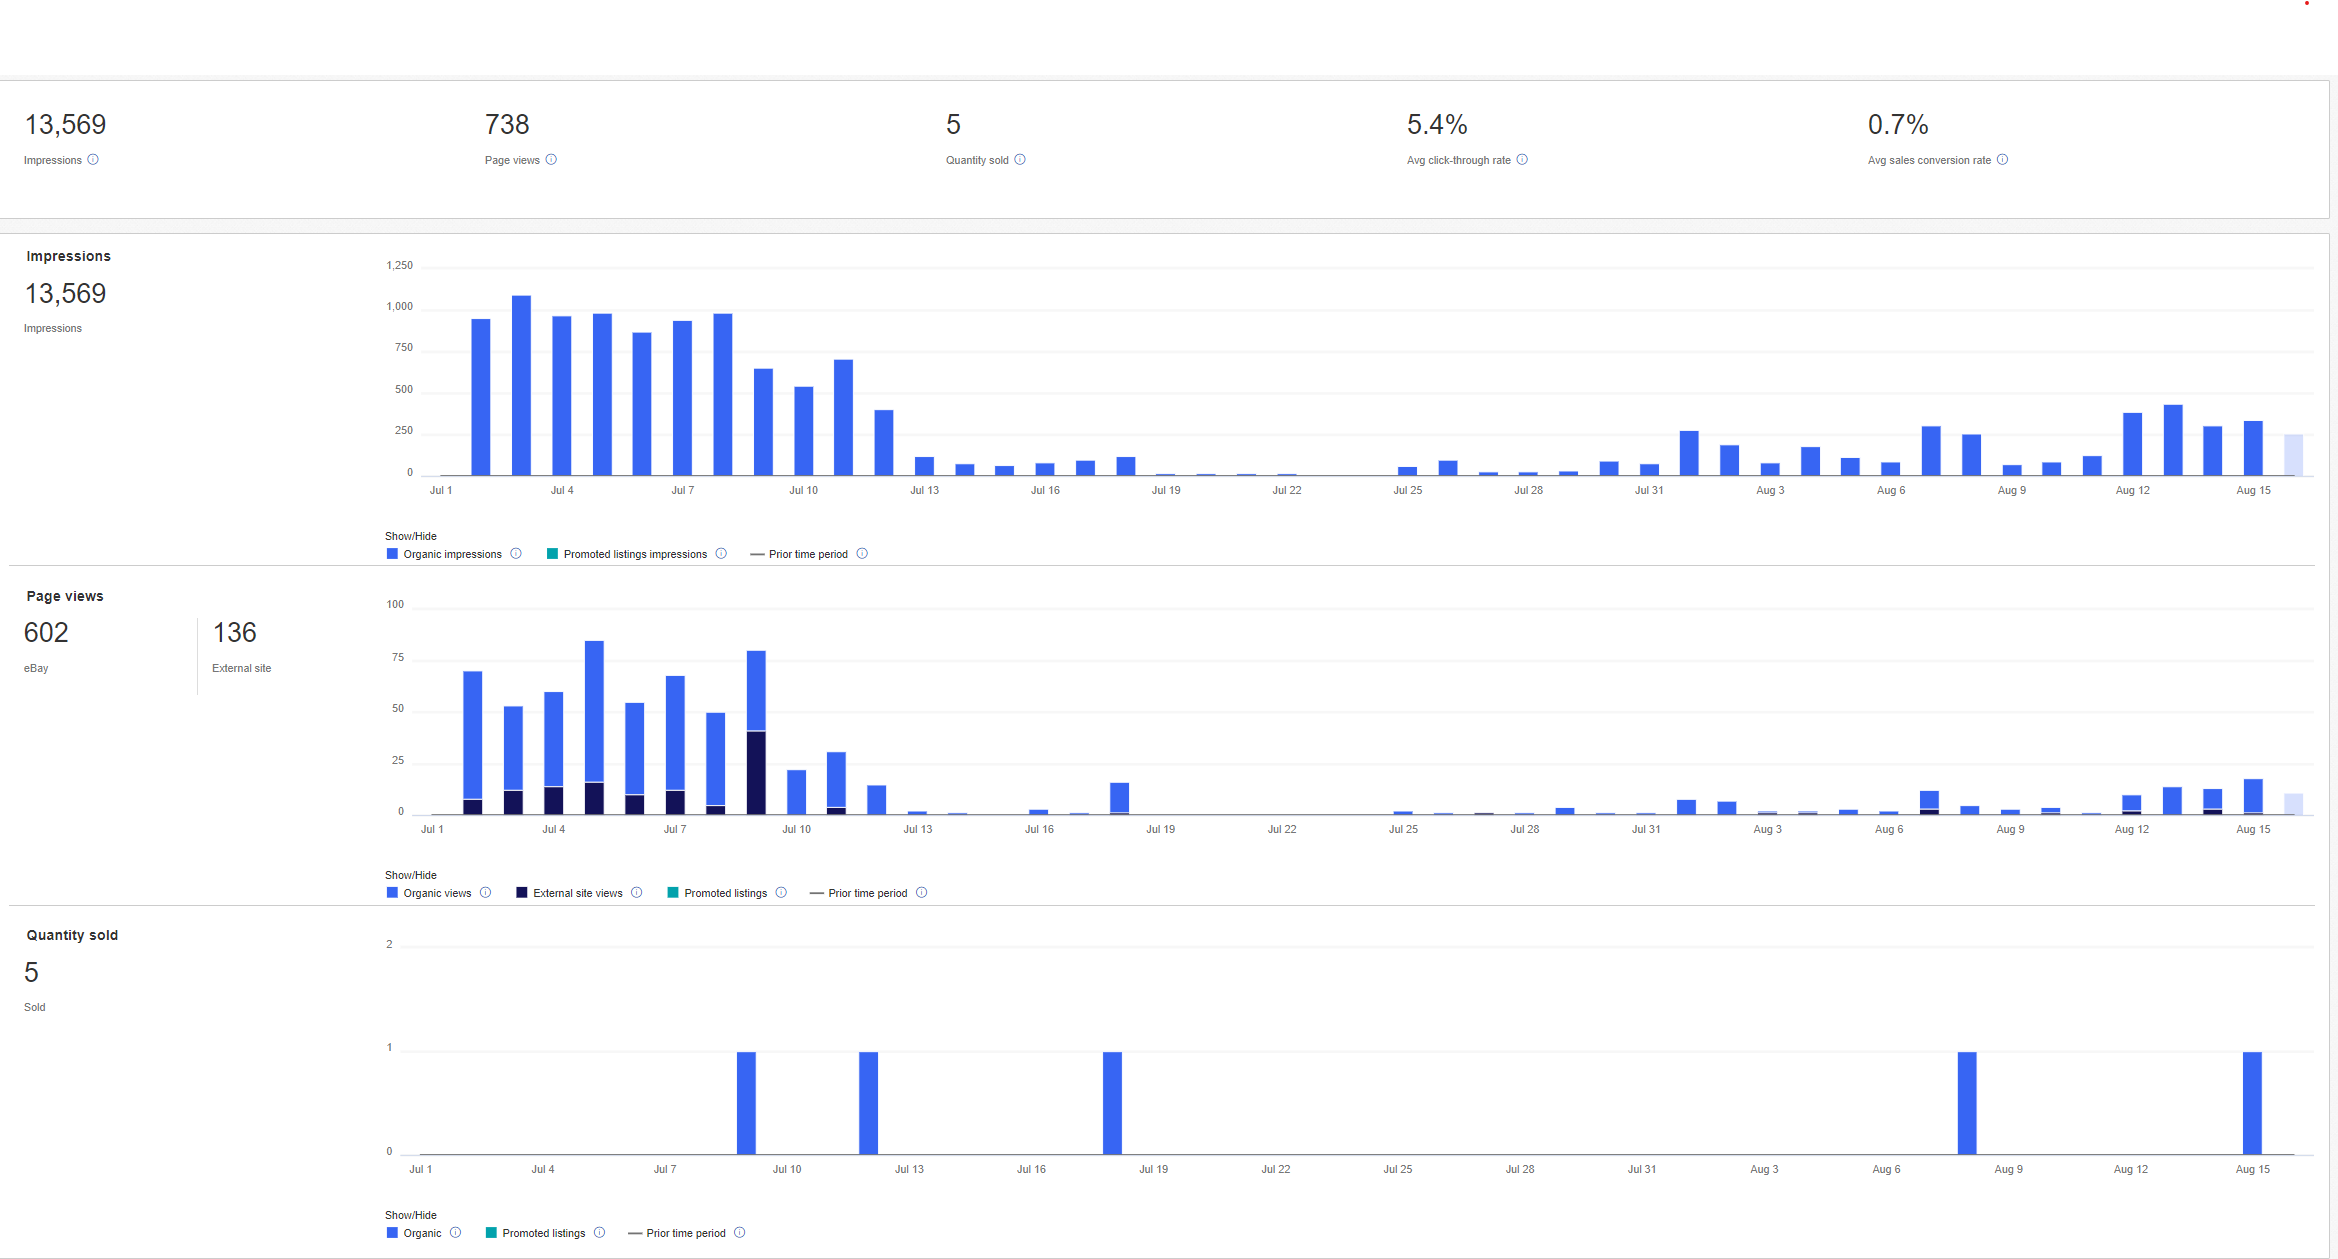 13,569
Impressions
738
Page views
5
Quantity sold
5.4%
Avg click-through rate
0.7%
Avg sales conversion rate
Impressions
13,569
Impressions
1,250
1,000
750
500
250
0
Jul 1 Jul 4 Jul 7 Jul 10 Jul 13 Jul 16 Jul 19 Jul 22 Jul 25 Jul 28 Jul 31 Aug 3 Aug 6 Aug 9 Aug 12 Aug 15
Show/Hide
Organic impressions Promoted listings impressions Prior time period
Page views
602
eBay
136
External site
100
75
50
25
0
Jul 1 Jul 4 Jul 7 Jul 10 Jul 13 Jul 16 Jul 19 Jul 22 Jul 25 Jul 28 Jul 31 Aug 3 Aug 6 Aug 9 Aug 12 Aug 15
Show/Hide
Organic views External site views Promoted listings Prior time period
Quantity sold
5
Sold
2
1
0
Jul 1 Jul 4 Jul 7 Jul 10 Jul 13 Jul 16 Jul 19 Jul 22 Jul 25 Jul 28 Jul 31 Aug 3 Aug 6 Aug 9 Aug 12 Aug 15
Show/Hide
Organic Promoted listings Prior time period